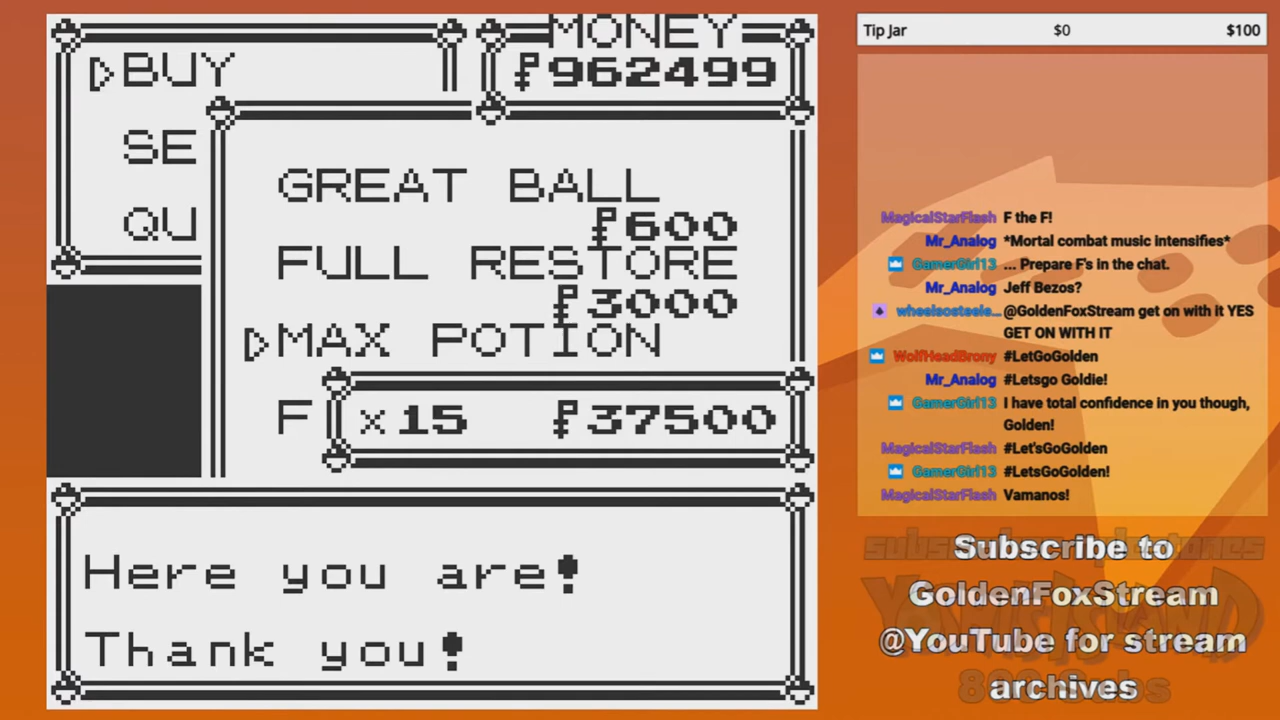 MONEY
BUY
₽962499
SE
QU
GREAT BALL
₽600
FULL RESTORE
₽3000
MAX POTION
F
×15 ₽37500
Here you are!
Thank you!
Tip Jar $0 $100
MagicalStarFlash F the F!
Mr_Analog *Mortal combat music intensifies*
GamerGirl13 ... Prepare F's in the chat.
Mr_Analog Jeff Bezos?
wheelsosteele... @GoldenFoxStream get on with it YES
GET ON WITH IT
WolfHeadBrony #LetGoGolden
Mr_Analog #Letsgo Goldie!
GamerGirl13 I have total confidence in you though,
Golden!
MagicalStarFlash #Let'sGoGolden
GamerGirl13 #LetsGoGolden!
MagicalStarFlash Vamanos!
Subscribe to
GoldenFoxStream
@YouTube for stream
archives